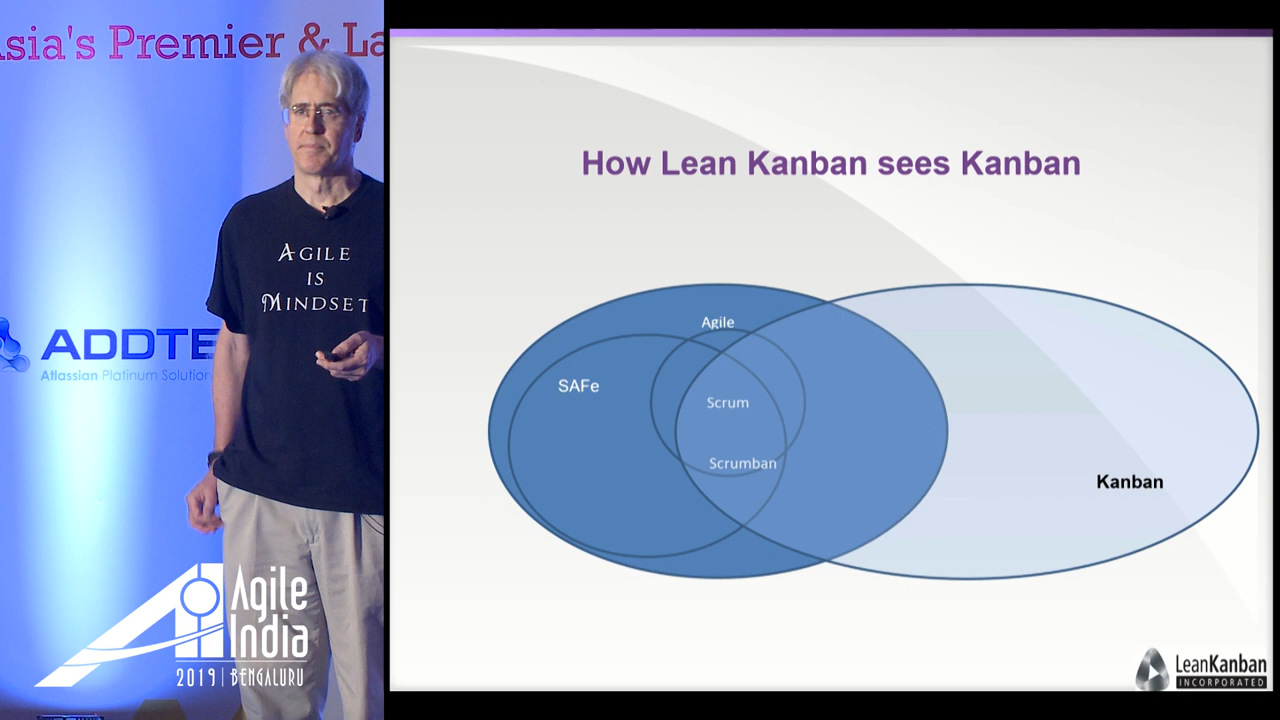 Asia's Premier & La
AGILE
IS
MINDSET
ADDTE
Atlassian Platinum Solution
Agile
India
2019 | BENGALURU
How Lean Kanban sees Kanban
Agile
SAFe
Scrum
Scrumban
Kanban
LeanKanban
INCORPORATED